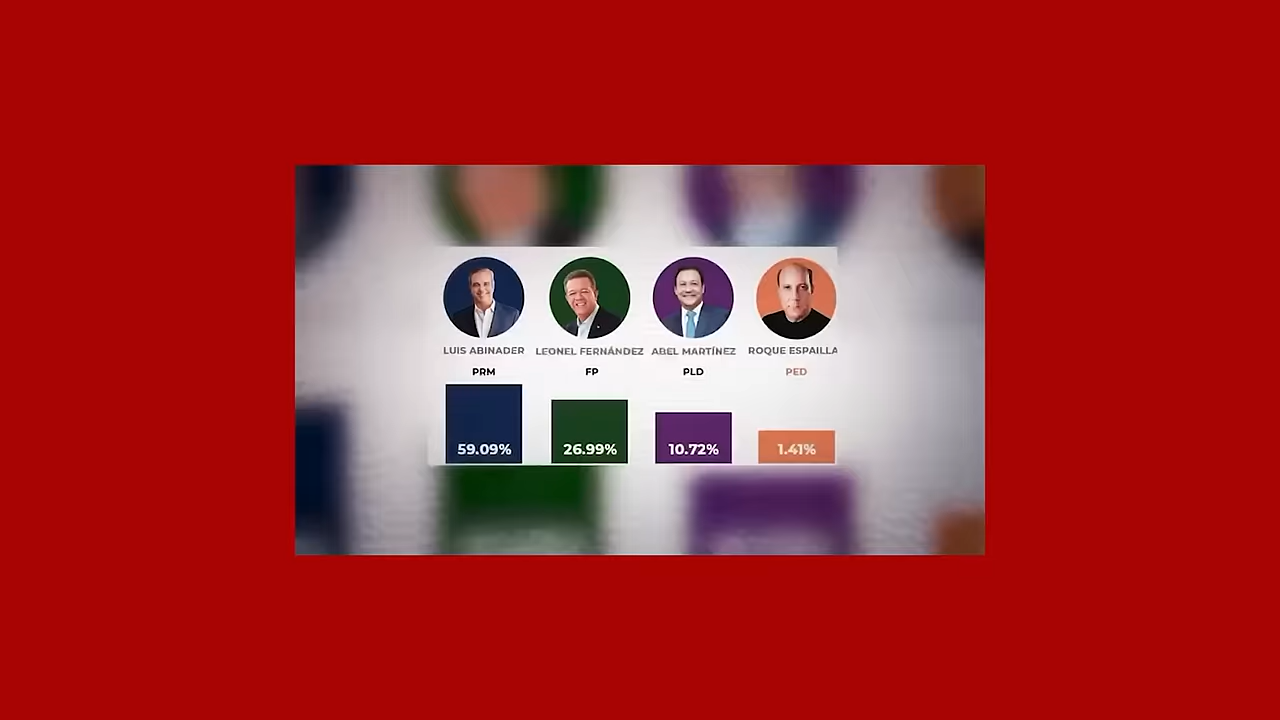 LUIS ABINADER LEONEL FERNÁNDEZ ABEL MARTÍNEZ ROQUE ESPAILLA
PRM FP PLD PED
59.09% 26.99% 10.72% 1.41%